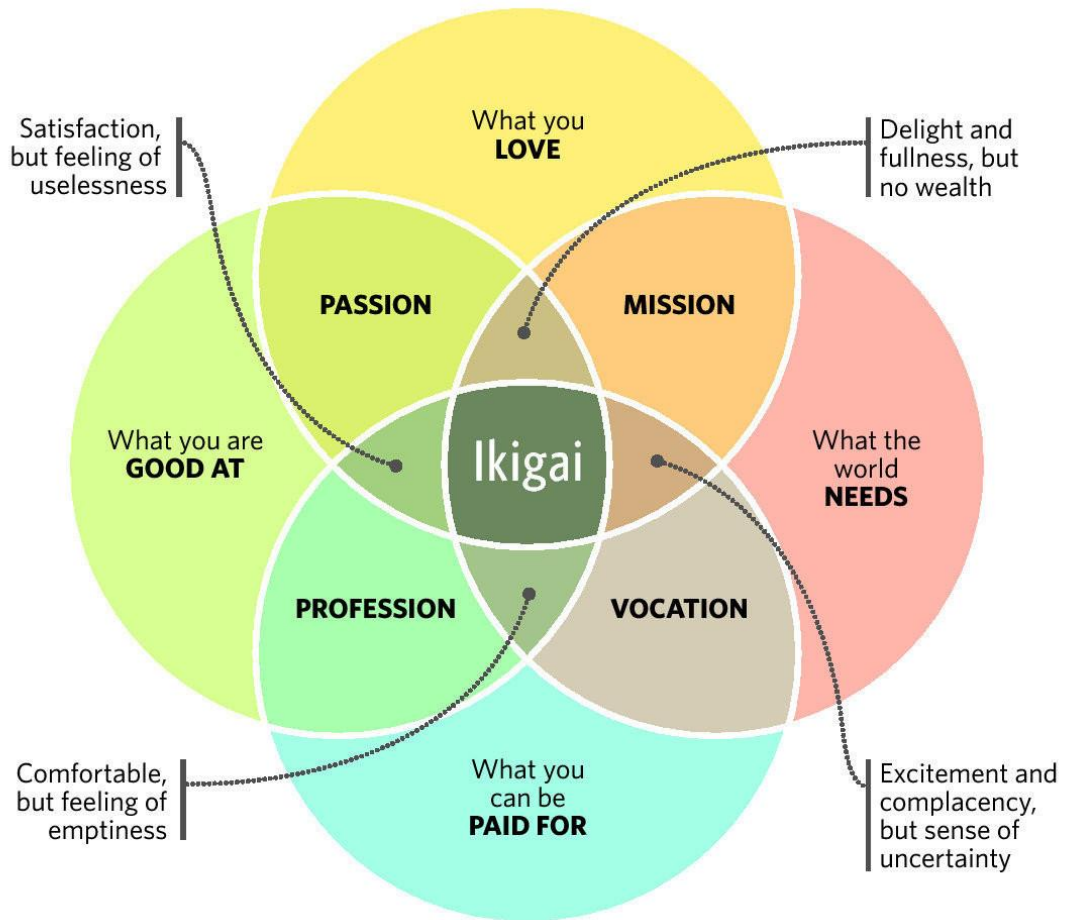 What you
LOVE
Satisfaction,
but feeling of
uselessness
Delight and
fullness, but
no wealth
PASSION
MISSION
What you are
GOOD AT
Ikigai
What the
world
NEEDS
PROFESSION
VOCATION
What you
can be
PAID FOR
Comfortable,
but feeling of
emptiness
Excitement and
complacency,
but sense of
uncertainty